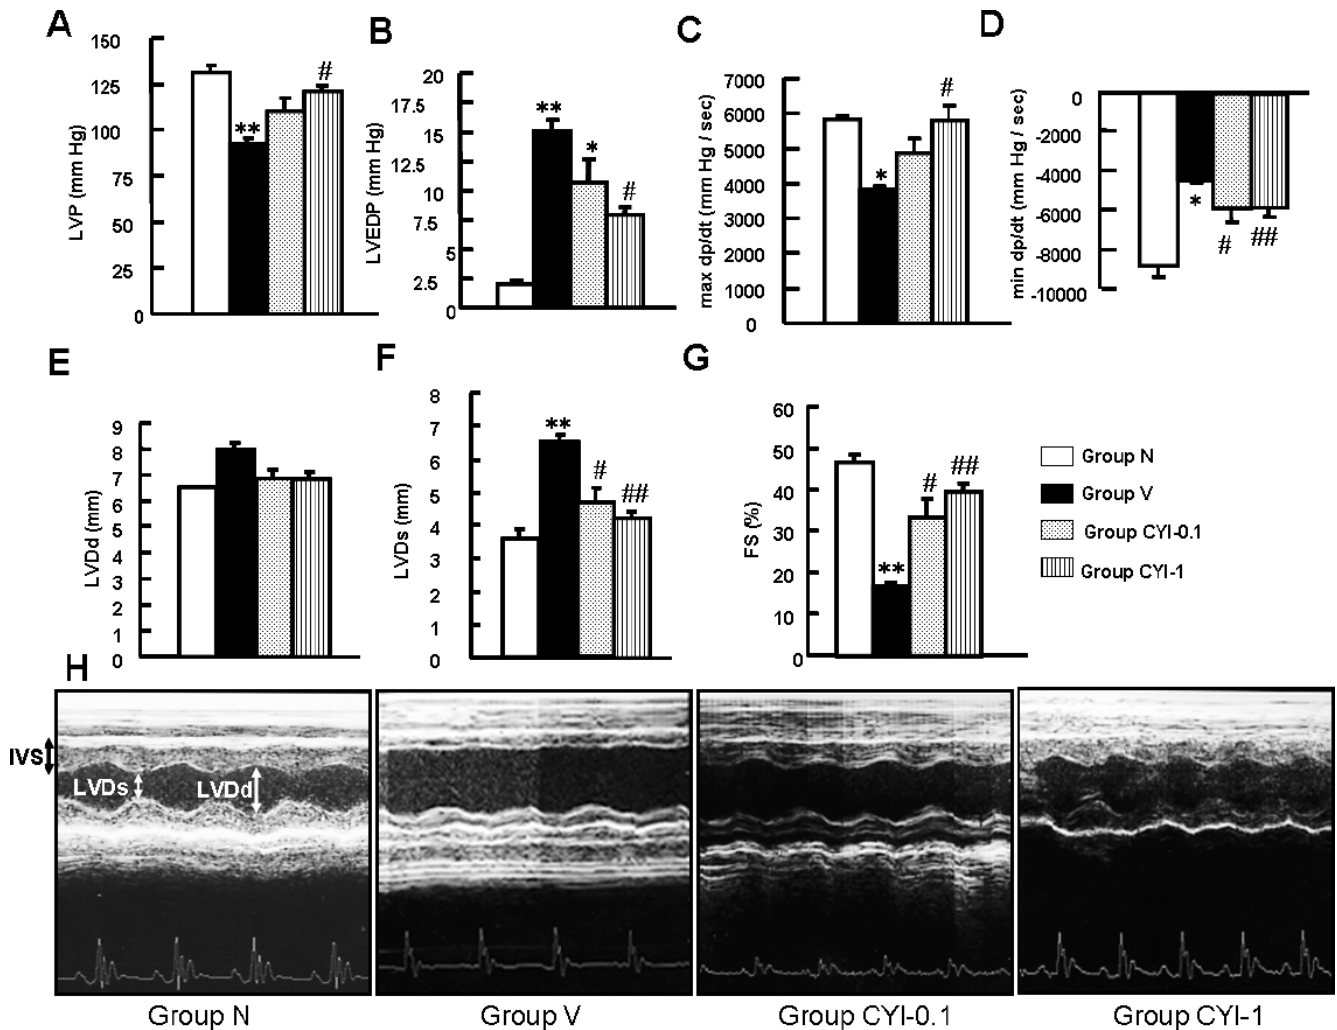 A
LVP (mm Hg)
150
125
100
75
50
25
0
**
#
B
LVEDP (mm Hg)
20
17.5
15
12.5
10
7.5
5
2.5
0
**
*
#
C
max dp/dt (mm Hg / sec)
7000
6000
5000
4000
3000
2000
1000
0
*
#
D
min dp/dt (mm Hg / sec)
0
-2000
-4000
-6000
-8000
-10000
*
#
##
E
LVDd (mm)
9
8
7
6
5
4
3
2
1
0
F
LVDs (mm)
8
7
6
5
4
3
2
1
0
**
#
##
G
FS (%)
60
50
40
30
20
10
0
**
#
##
Group N
Group V
Group CYI-0.1
Group CYI-1
H
IVS
LVDs
LVDd
Group N
Group V
Group CYI-0.1
Group CYI-1